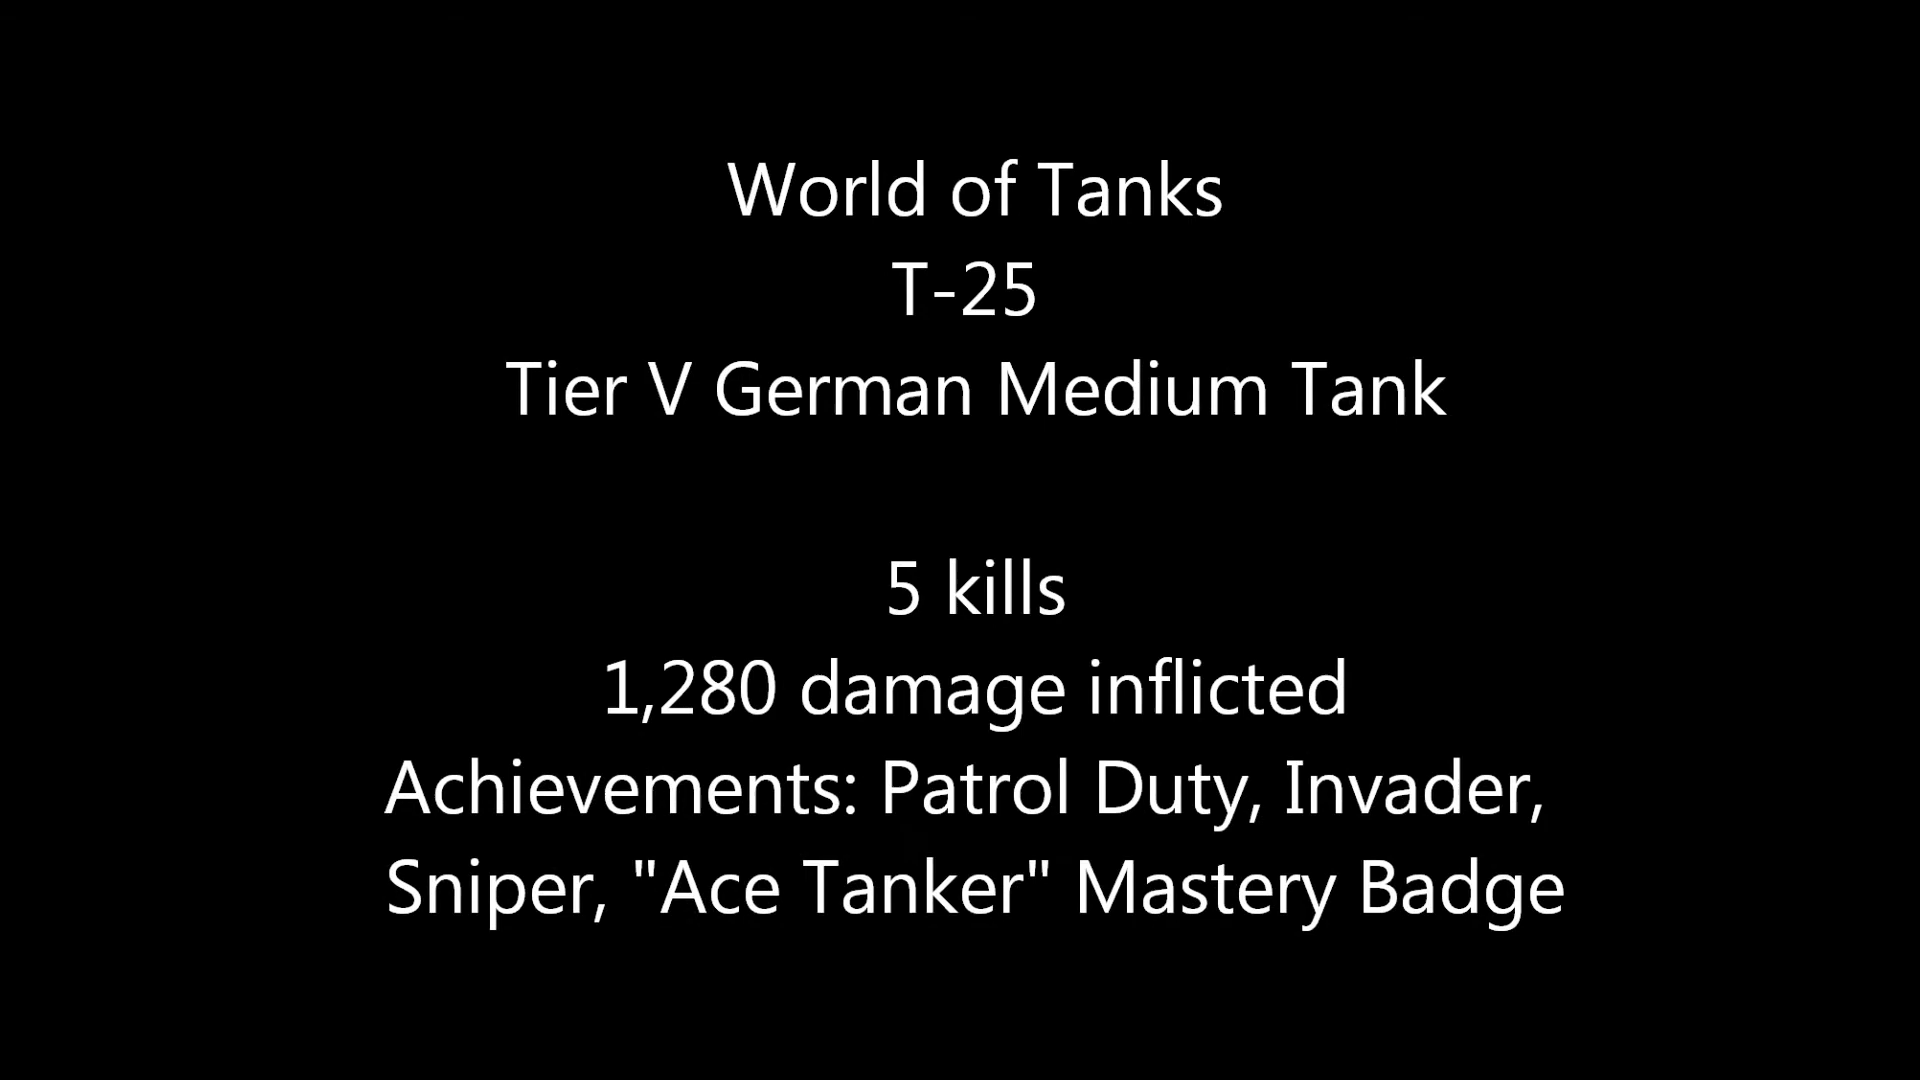 World of Tanks
T-25
Tier V German Medium Tank
5 kills
1,280 damage inflicted
Achievements: Patrol Duty, Invader,
Sniper, "Ace Tanker" Mastery Badge